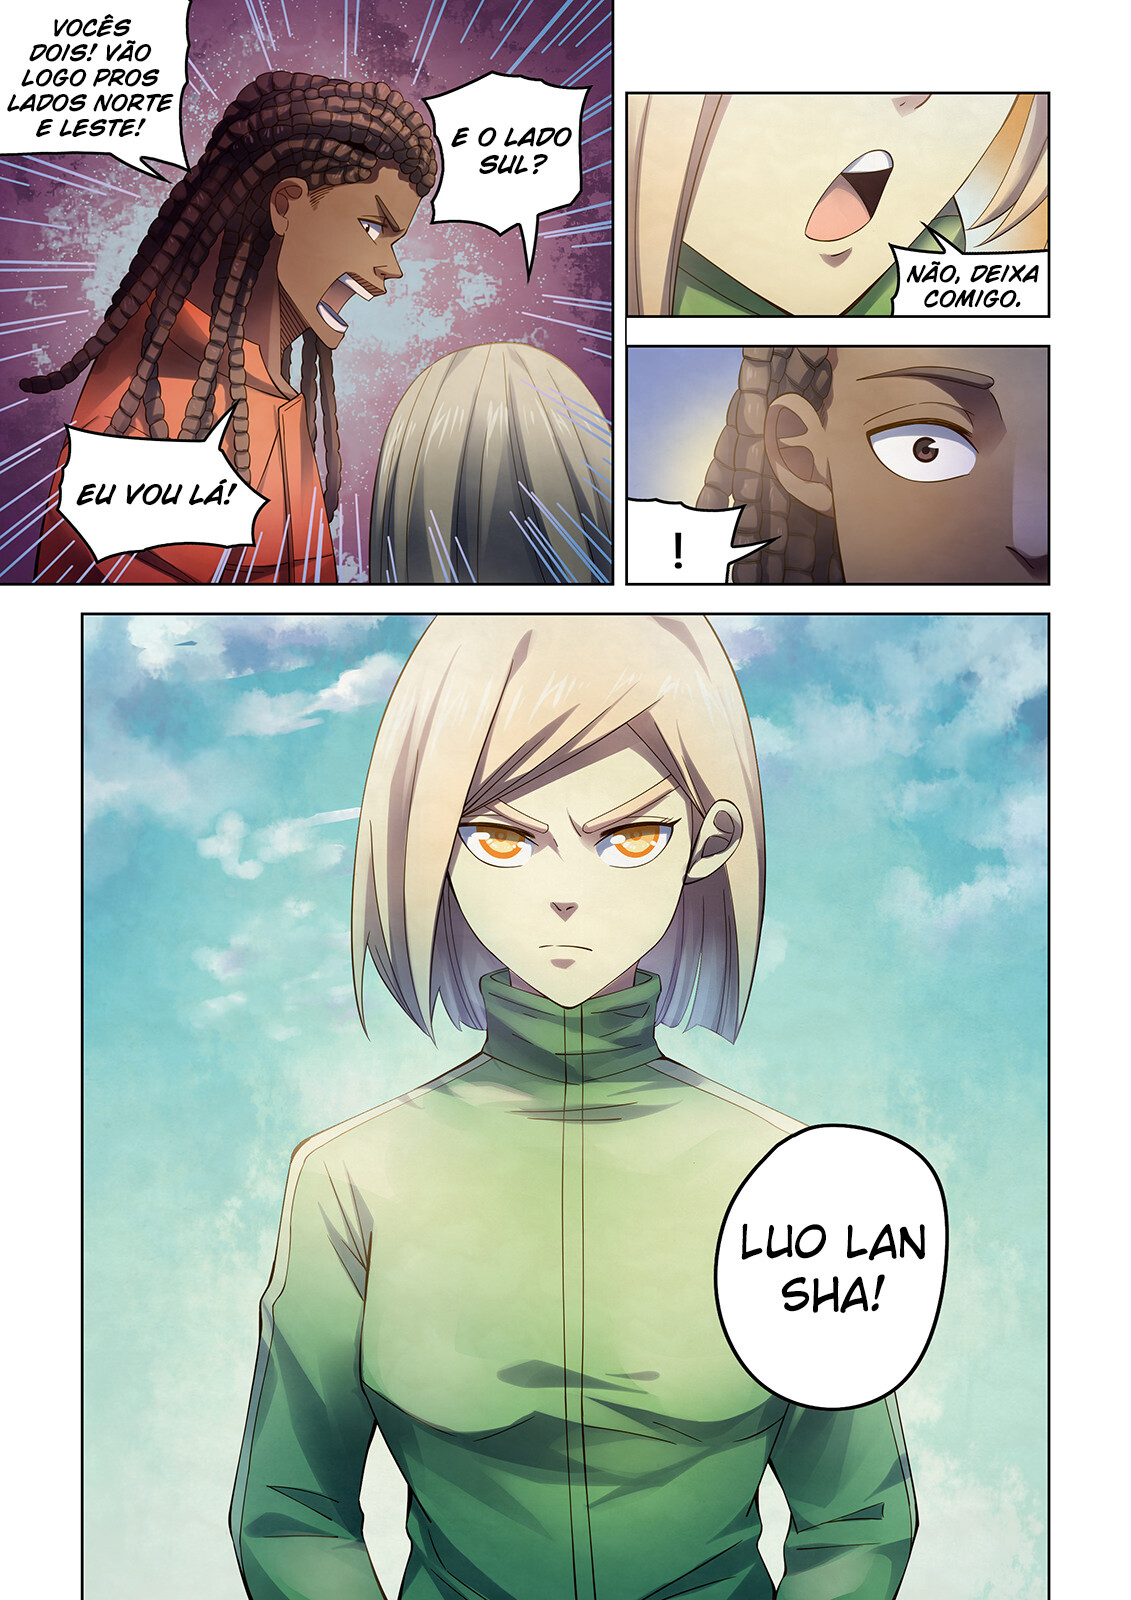 VOCÊS
DOIS! VÃO
LOGO PROS
LADOS NORTE
E LESTE!
E O LADO
SUL?
EU VOU LÁ!
NÃO, DEIXA
COMIGO.
!
LUO LAN
SHA!